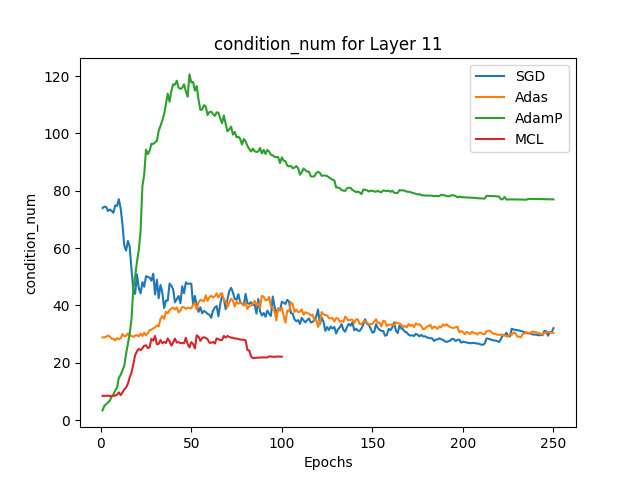 condition_num for Layer 11
SGD
Adas
AdamP
MCL
120
100
80
60
40
20
0
condition_num
0 50 100 150 200 250
Epochs